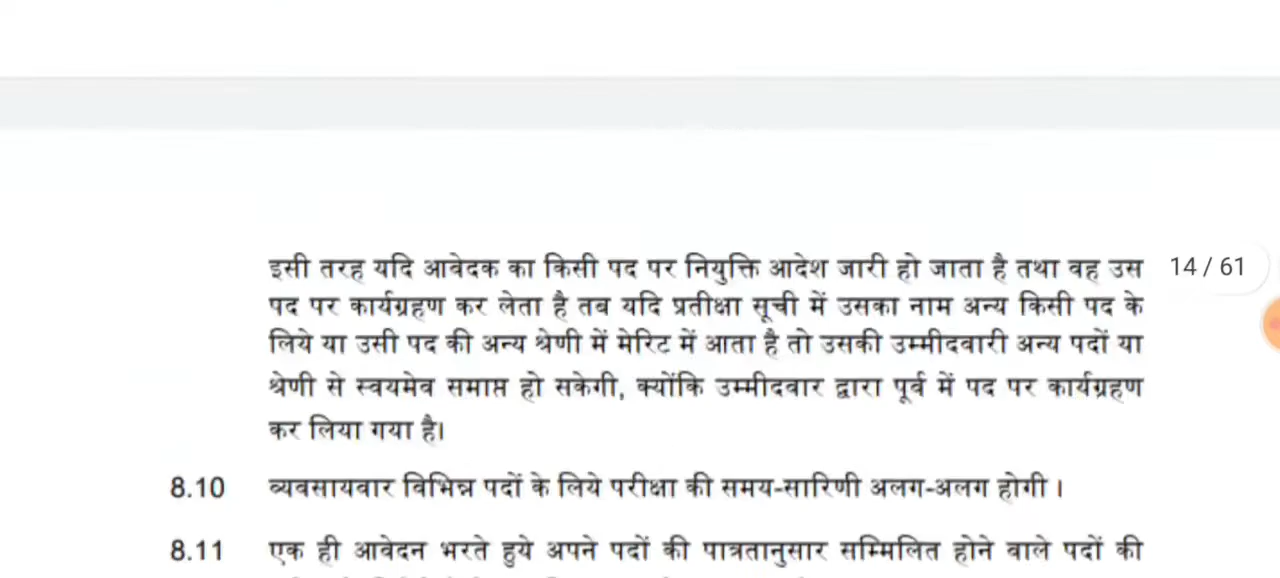 इसी तरह यदि आवेदक का किसी पद पर नियुक्ति आदेश जारी हो जाता है तथा वह उस
14 / 61
पद पर कार्यग्रहण कर लेता है तब यदि प्रतीक्षा सूची में उसका नाम अन्य किसी पद के
लिये या उसी पद की अन्य श्रेणी में मेरिट में आता है तो उसकी उम्मीदवारी अन्य पदों या
श्रेणी से स्वयमेव समाप्त हो सकेगी, क्योंकि उम्मीदवार द्वारा पूर्व में पद पर कार्यग्रहण
कर लिया गया है।
8.10 व्यवसायवार विभिन्न पदों के लिये परीक्षा की समय-सारिणी अलग-अलग होगी ।
8.11 एक ही आवेदन भरते हुये अपने पदों की पात्रतानुसार सम्मिलित होने वाले पदों की